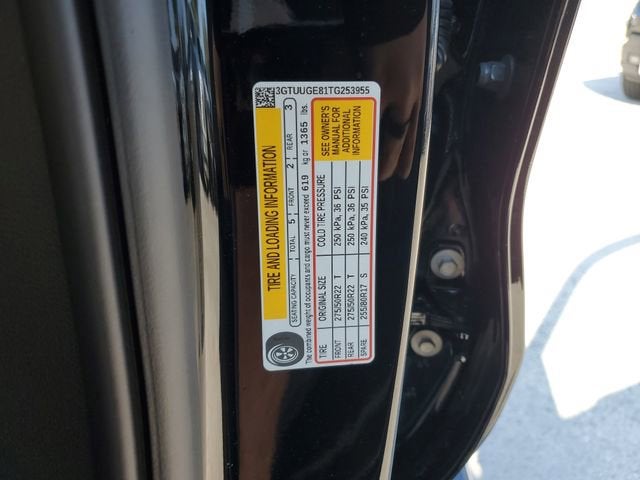 3GTUUGE81TG253955
TIRE AND LOADING INFORMATION
SEATING CAPACITY TOTAL 5 FRONT 2 REAR 3
The combined weight of occupants and cargo must never exceed 619 kg or 1365 lbs.
TIRE ORIGINAL SIZE COLD TIRE PRESSURE
FRONT 275/50R22 T 250 kPa, 36 PSI
REAR 275/50R22 T 250 kPa, 36 PSI
SPARE 255/80R17 S 240 kPa, 35 PSI
SEE OWNER'S
MANUAL FOR
ADDITIONAL
INFORMATION